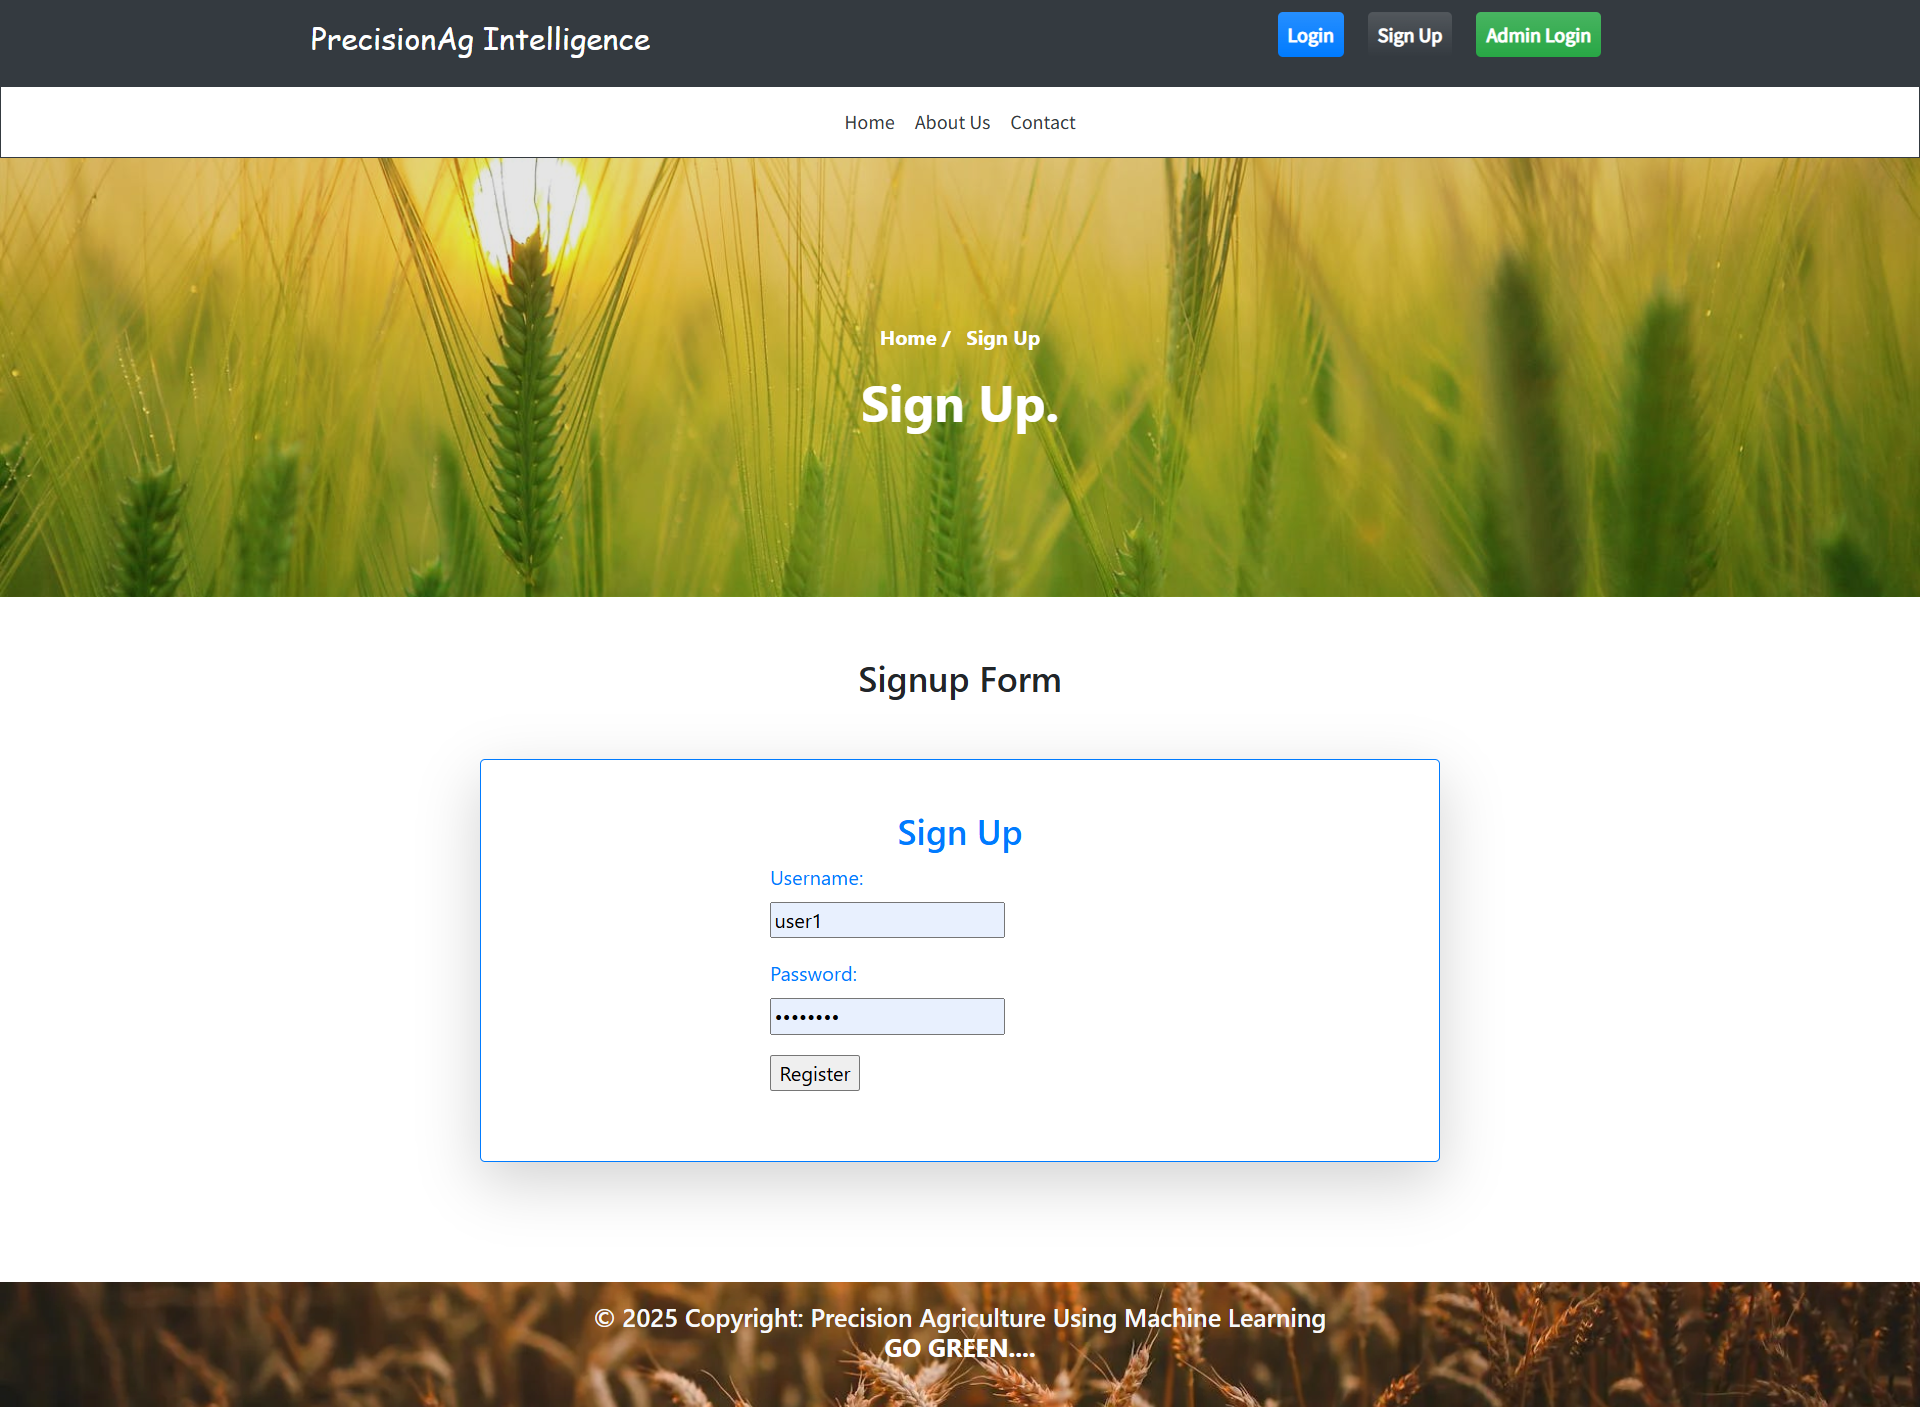 PrecisionAg Intelligence
Login Sign Up Admin Login
Home About Us Contact
Home / Sign Up
Sign Up.
Signup Form
Sign Up
Username:
user1
Password:
••••••••
Register
© 2025 Copyright: Precision Agriculture Using Machine Learning
GO GREEN....